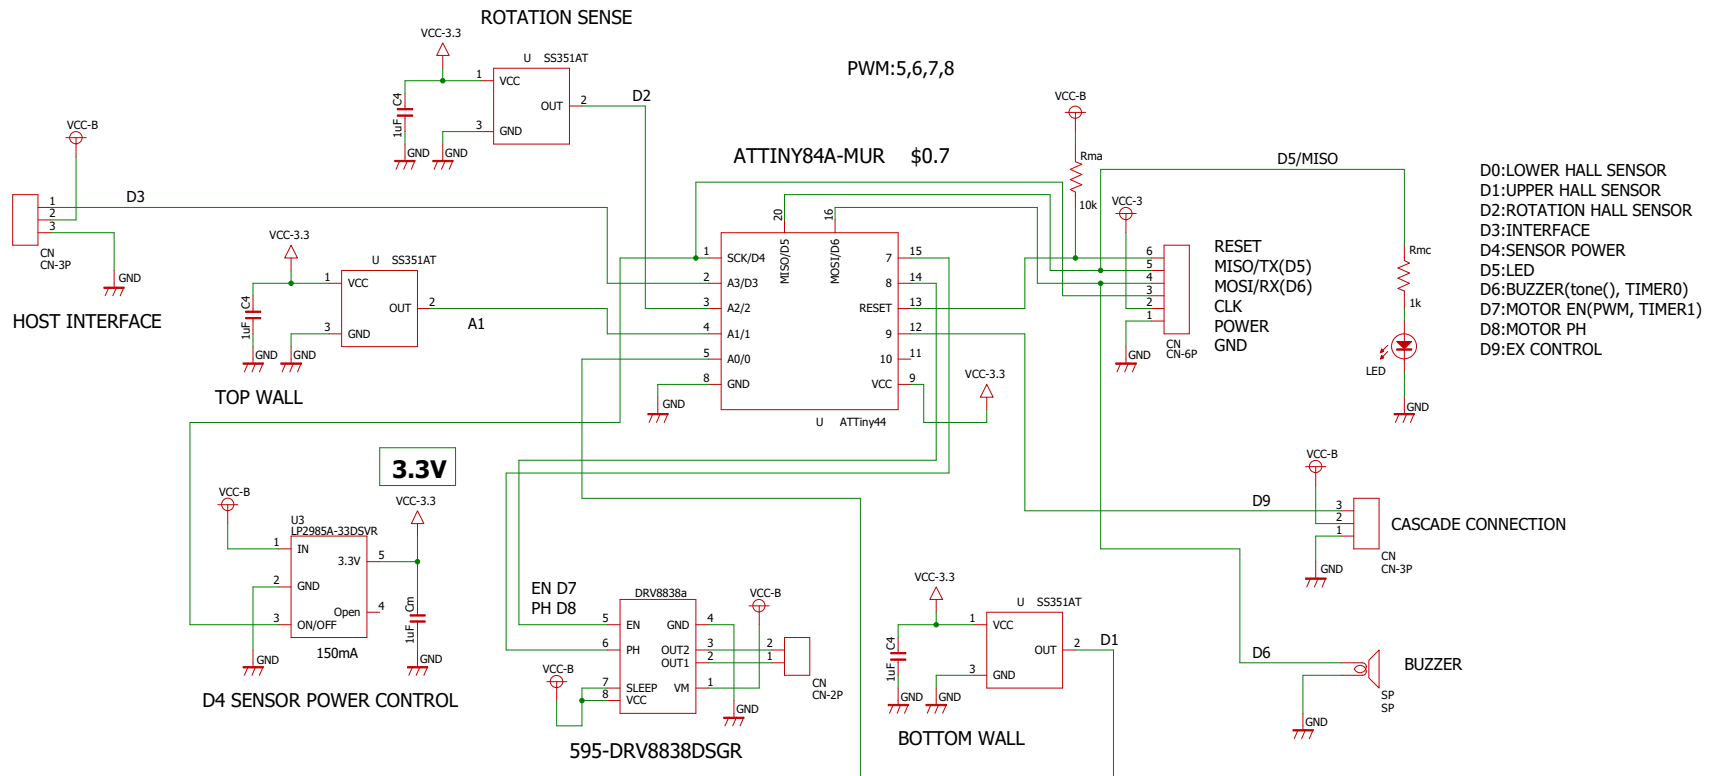 ROTATION SENSE
VCC-3.3
U SS351AT
1 VCC
OUT 2
3 GND
C4
1uF
GND GND
D2
PWM:5,6,7,8
VCC-B
D3
1
2
3
CN
CN-3P
GND
HOST INTERFACE
VCC-3.3
U SS351AT
1 VCC
OUT 2
3 GND
C4
1uF
GND GND
A1
TOP WALL
ATTINY84A-MUR $0.7
20
16
MISO/D5
MOSI/D6
1 SCK/D4
2 A3/D3
3 A2/2
4 A1/1
5 A0/0
8 GND
7 15
8 14
RESET 13
9 12
10 11
VCC 9
U ATTiny44
GND
VCC-3.3
VCC-B
Rma
10k
VCC-3
6
5
4
3
2
1
CN
CN-6P
GND
RESET
MISO/TX(D5)
MOSI/RX(D6)
CLK
POWER
GND
D5/MISO
Rmc
1k
LED
GND
D0:LOWER HALL SENSOR
D1:UPPER HALL SENSOR
D2:ROTATION HALL SENSOR
D3:INTERFACE
D4:SENSOR POWER
D5:LED
D6:BUZZER(tone(), TIMER0)
D7:MOTOR EN(PWM, TIMER1)
D8:MOTOR PH
D9:EX CONTROL
3.3V
VCC-B
VCC-3.3
U3
LP2985A-33DSVR
1 IN
3.3V 5
2 GND
Open 4
3 ON/OFF
150mA
Cm
1uF
GND
GND
D4 SENSOR POWER CONTROL
EN D7
PH D8
DRV8838a
5 EN
6 PH
7 SLEEP
8 VCC
GND 4
OUT2 3
OUT1 2
VM 1
VCC-B
VCC-B
2
1
CN
CN-2P
GND
595-DRV8838DSGR
VCC-3.3
U SS351AT
1 VCC
OUT 2
3 GND
C4
1uF
GND GND
D1
BOTTOM WALL
VCC-B
D9
3
2
1
CN
CN-3P
GND
CASCADE CONNECTION
D6
BUZZER
SP
SP
GND